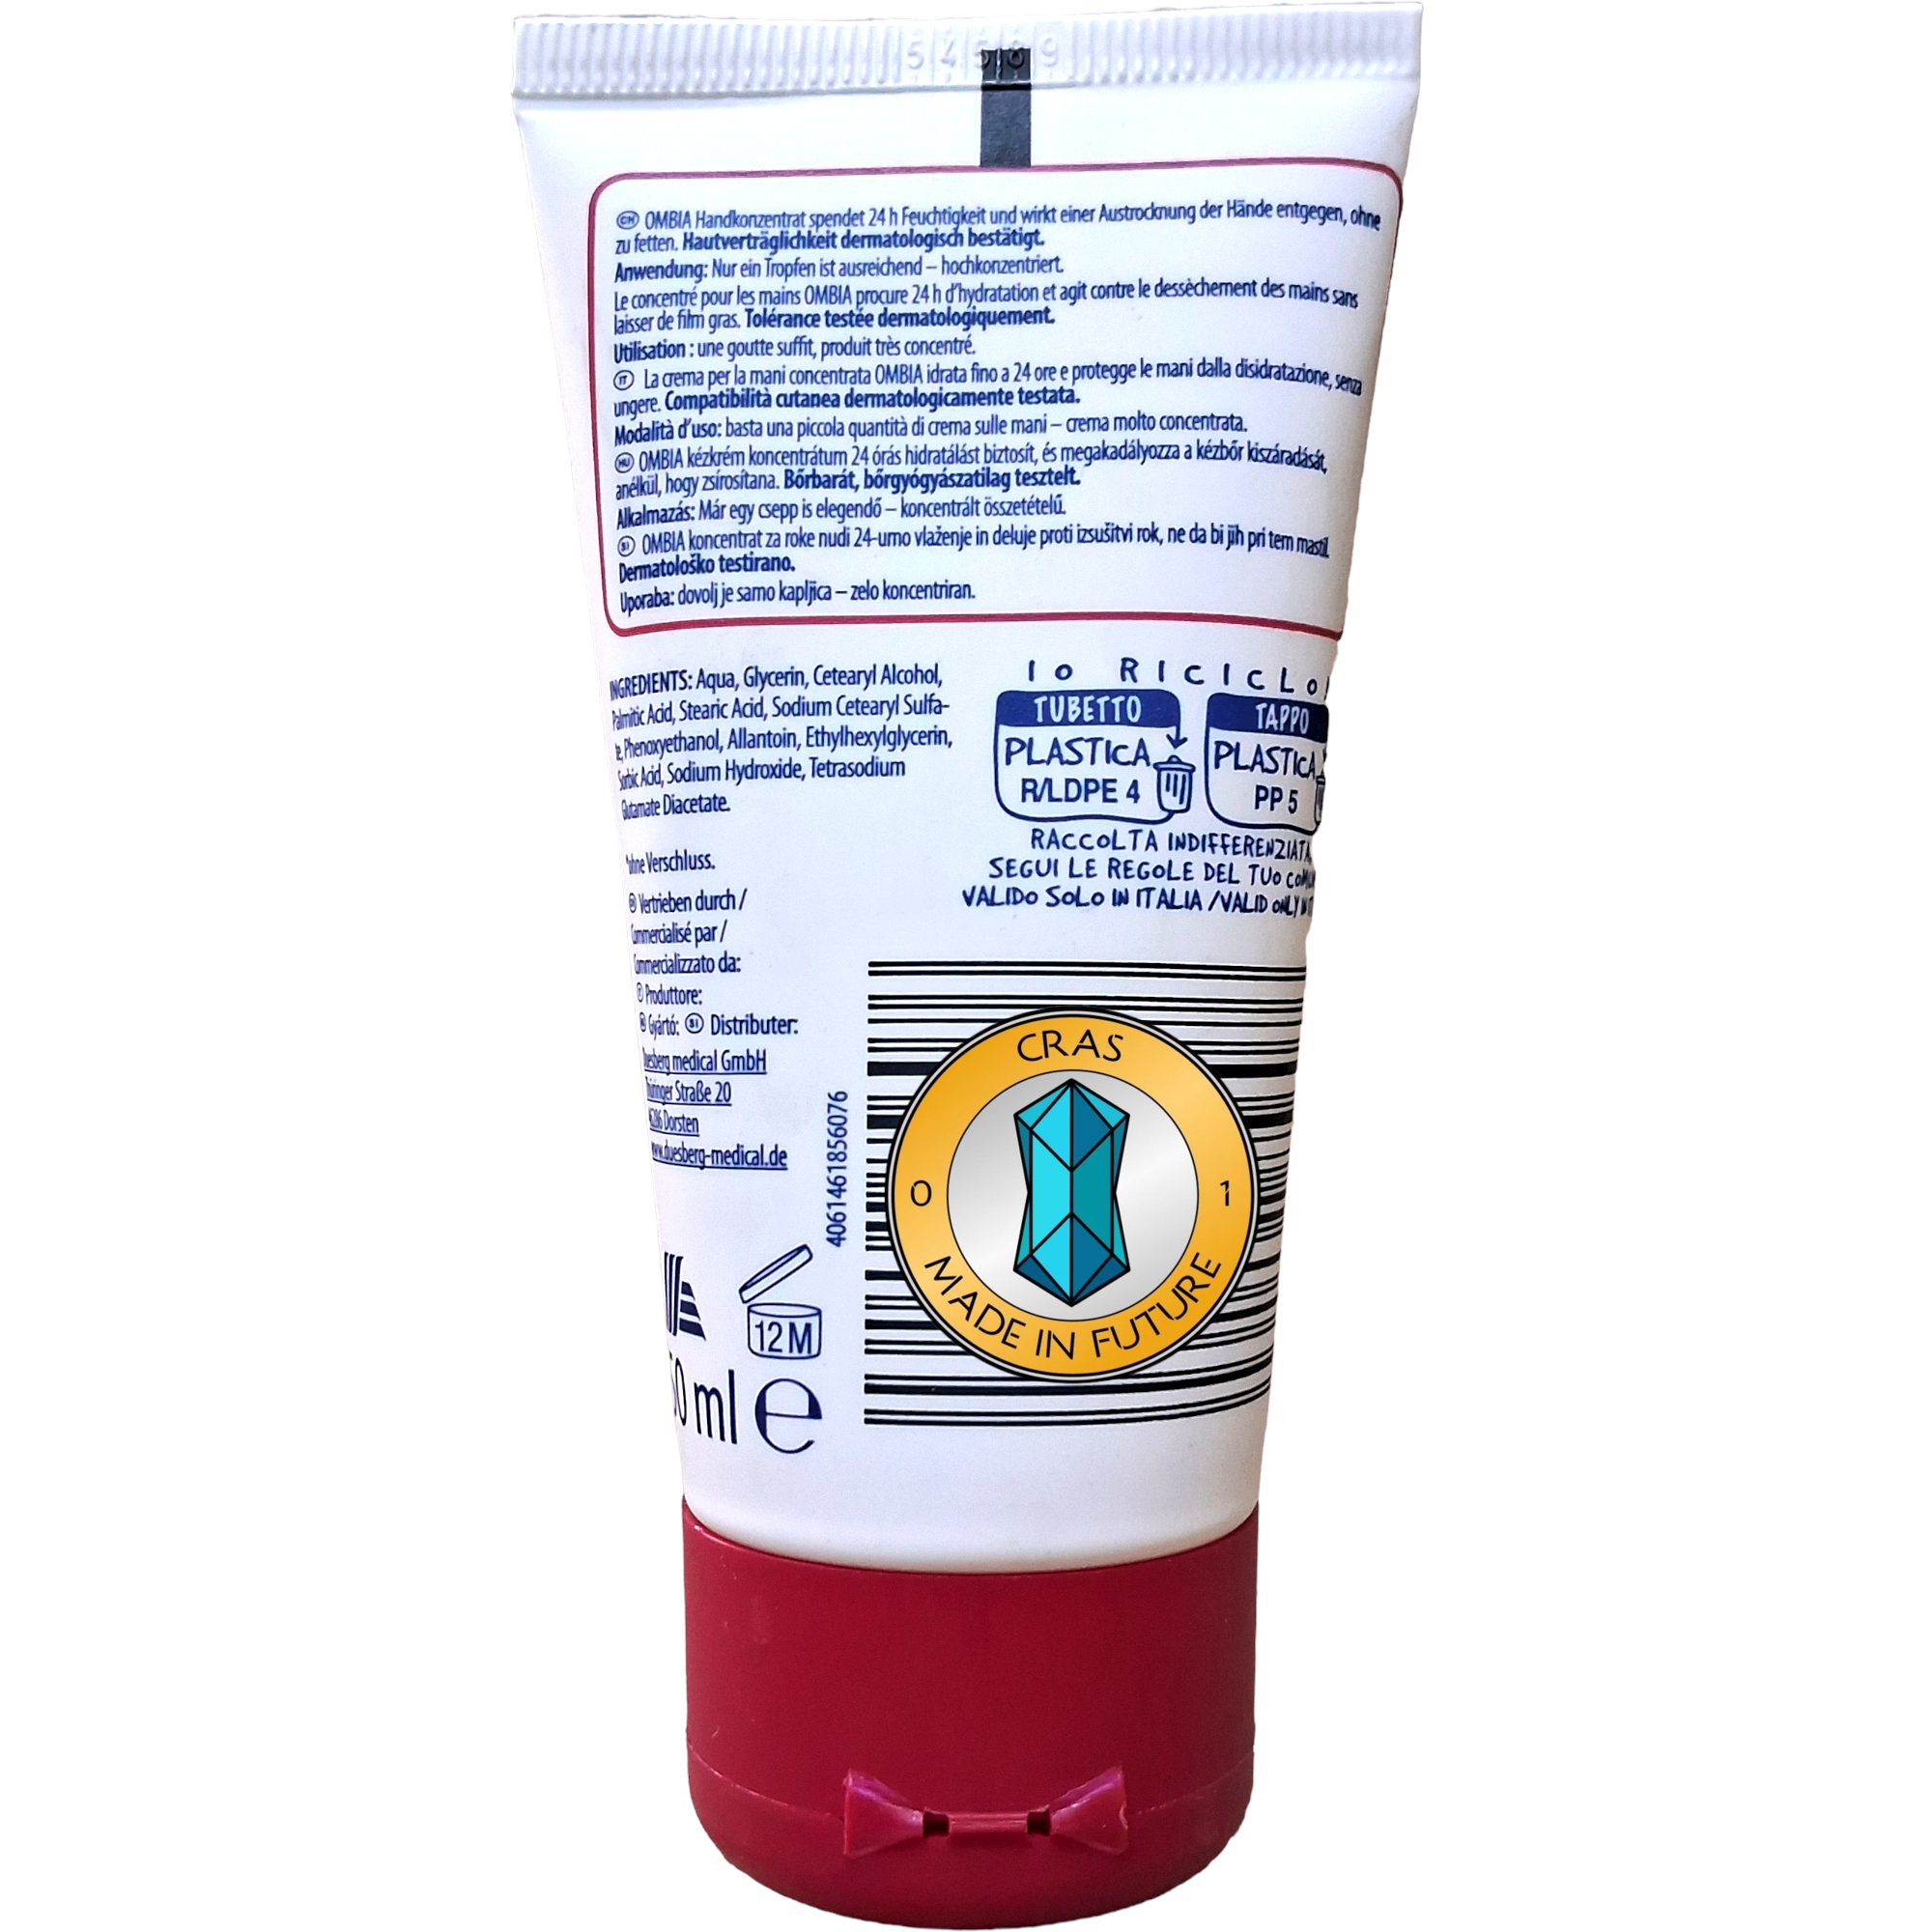 54589
CH OMBIA Handkonzentrat spendet 24 h Feuchtigkeit und wirkt einer Austrocknung der Hände entgegen, ohne
zu fetten. Hautverträglichkeit dermatologisch bestätigt.
Anwendung: Nur ein Tropfen ist ausreichend – hochkonzentriert.
Le concentré pour les mains OMBIA procure 24 h d'hydratation et agit contre le dessèchement des mains sans
laisser de film gras. Tolérance testée dermatologiquement.
Utilisation : une goutte suffit, produit très concentré.
IT La crema per la mani concentrata OMBIA idrata fino a 24 ore e protegge le mani dalla disidratazione, senza
ungere. Compatibilità cutanea dermatologicamente testata.
Modalità d'uso: basta una piccola quantità di crema sulle mani – crema molto concentrata.
HU OMBIA kézkrém koncentrátum 24 órás hidratálást biztosít, és megakadályozza a kézbőr kiszáradását,
anélkül, hogy zsírosítana. Bőrbarát, bőrgyógyászatilag tesztelt.
Alkalmazás: Már egy csepp is elegendő – koncentrált összetételű.
SI OMBIA koncentrat za roke nudi 24-urno vlaženje in deluje proti izsušitvi rok, ne da bi jih pri tem mastil.
Dermatološko testirano.
Uporaba: dovolj je samo kapljica – zelo koncentriran.
INGREDIENTS: Aqua, Glycerin, Cetearyl Alcohol,
Palmitic Acid, Stearic Acid, Sodium Cetearyl Sulfa-
te, Phenoxyethanol, Allantoin, Ethylhexylglycerin,
Sorbic Acid, Sodium Hydroxide, Tetrasodium
Glutamate Diacetate.
*ohne Verschluss.
Vertrieben durch /
Commercialisé par /
Commercializzato da:
Produttore:
Gyártó: SI Distributer:
Duesberg medical GmbH
Straße 20
Dorsten
www.duesberg-medical.de
12 M
50 ml e
IO RICICLO!
TUBETTO
PLASTICA
R/LDPE 4
TAPPO
PLASTICA
PP 5
RACCOLTA INDIFFERENZIATA.
SEGUI LE REGOLE DEL TUO
VALIDO SOLO IN ITALIA / VALID ONLY
4061461856076
CRAS
0 1
MADE IN FUTURE